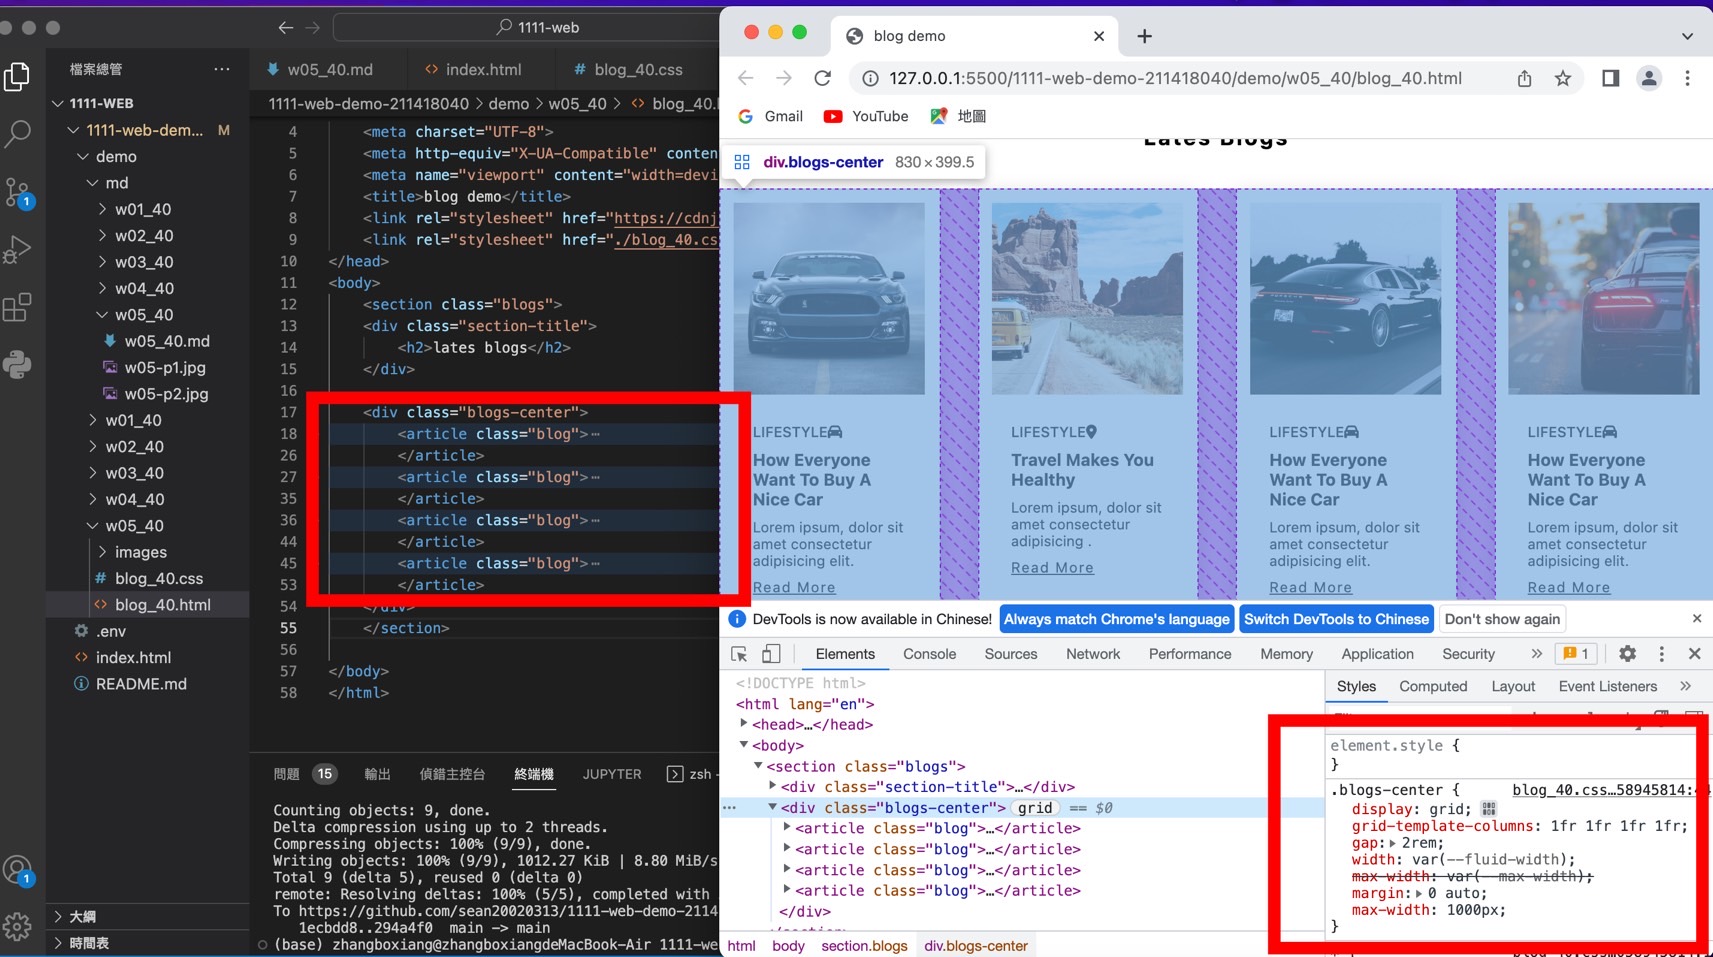 1111-web
檔案總管
···
1111-WEB
1111-web-dem... M
demo
md
w01_40
w02_40
w03_40
w04_40
w05_40
w05_40.md
w05-p1.jpg
w05-p2.jpg
w01_40
w02_40
w03_40
w04_40
w05_40
images
# blog_40.css
<> blog_40.html
.env
<> index.html
README.md
大綱
時間表
1
1
w05_40.md
<> index.html
# blog_40.css
1111-web-demo-211418040 > demo > w05_40 > <> blog_40.
4 <meta charset="UTF-8">
5 <meta http-equiv="X-UA-Compatible" conten
6 <meta name="viewport" content="width=devi
7 <title>blog demo</title>
8 <link rel="stylesheet" href="https://cdnj
9 <link rel="stylesheet" href="./blog_40.cs
10 </head>
11 <body>
12 <section class="blogs">
13 <div class="section-title">
14 <h2>lates blogs</h2>
15 </div>
16
17 <div class="blogs-center">
18 <article class="blog">···
26 </article>
27 <article class="blog">···
35 </article>
36 <article class="blog">···
44 </article>
45 <article class="blog">···
53 </article>
54 </div>
55 </section>
56
57 </body>
58 </html>
問題 15 輸出 偵錯主控台 終端機 JUPYTER zsh
Counting objects: 9, done.
Delta compression using up to 2 threads.
Compressing objects: 100% (9/9), done.
Writing objects: 100% (9/9), 1012.27 KiB | 8.80 MiB/s
Total 9 (delta 5), reused 0 (delta 0)
remote: Resolving deltas: 100% (5/5), completed with
To https://github.com/sean20020313/1111-web-demo-2114
1ecbdd8..294a4f0 main -> main
(base) zhangboxiang@zhangboxiangdeMacBook-Air 1111-we
blog demo
127.0.0.1:5500/1111-web-demo-211418040/demo/w05_40/blog_40.html
Gmail
YouTube
地圖
Lates Blogs
div.blogs-center 830 × 399.5
LIFESTYLE
How Everyone
Want To Buy A
Nice Car
Lorem ipsum, dolor sit
amet consectetur
adipisicing elit.
Read More
LIFESTYLE
Travel Makes You
Healthy
Lorem ipsum, dolor sit
amet consectetur
adipisicing .
Read More
LIFESTYLE
How Everyone
Want To Buy A
Nice Car
Lorem ipsum, dolor sit
amet consectetur
adipisicing elit.
Read More
LIFESTYLE
How Everyone
Want To Buy A
Nice Car
Lorem ipsum, dolor sit
amet consectetur
adipisicing elit.
Read More
DevTools is now available in Chinese! Always match Chrome's language Switch DevTools to Chinese Don't show again
Elements Console Sources Network Performance Memory Application Security » 1
<!DOCTYPE html>
<html lang="en">
<head>…</head>
<body>
<section class="blogs">
<div class="section-title">…</div>
<div class="blogs-center"> grid == $0
<article class="blog">…</article>
<article class="blog">…</article>
<article class="blog">…</article>
<article class="blog">…</article>
</div>
html body section.blogs div.blogs-center
Styles Computed Layout Event Listeners »
element.style {
}
.blogs-center { blog_40.css…58945814:
display: grid;
grid-template-columns: 1fr 1fr 1fr 1fr;
gap: 2rem;
width: var(--fluid-width);
max-width: var(--max-width);
margin: 0 auto;
max-width: 1000px;
}